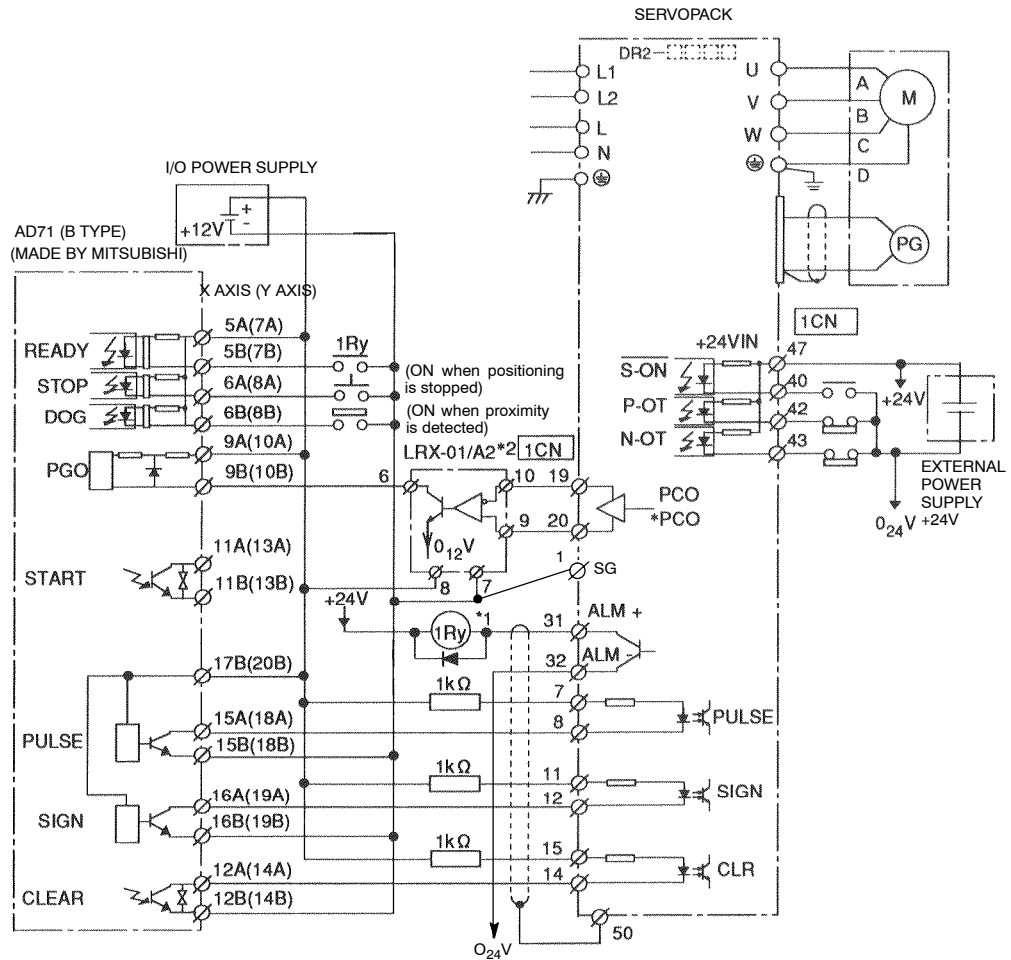 SERVOPACK
DR2
L1
L2
L
N
U
V
W
A
B
C
D
M
PG
I/O POWER SUPPLY
+
-
+12V
AD71 (B TYPE)
(MADE BY MITSUBISHI)
X AXIS (Y AXIS)
READY
STOP
DOG
PGO
START
PULSE
SIGN
CLEAR
5A(7A)
5B(7B)
6A(8A)
6B(8B)
9A(10A)
9B(10B)
11A(13A)
11B(13B)
17B(20B)
15A(18A)
15B(18B)
16A(19A)
16B(19B)
12A(14A)
12B(14B)
1Ry
(ON when positioning
is stopped)
(ON when proximity
is detected)
LRX-01/A2*2
1CN
6
10
19
9
20
012V
8
7
1
SG
PCO
*PCO
+24V
1Ry
*1
31
ALM +
32
ALM -
1kΩ
7
8
PULSE
1kΩ
11
12
SIGN
1kΩ
15
14
CLR
50
O24V
1CN
+24VIN
S-ON
P-OT
N-OT
47
40
42
43
+24V
024V
EXTERNAL
POWER
SUPPLY
+24V